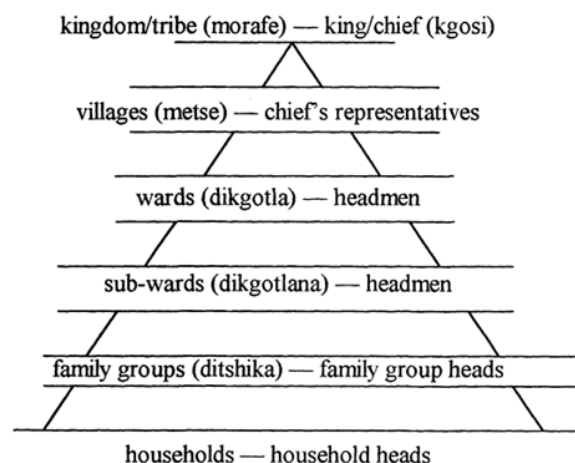 kingdom/tribe (morafe) — king/chief (kgosi)
villages (metse) — chief's representatives
wards (dikgotla) — headmen
sub-wards (dikgotlana) — headmen
family groups (ditshika) — family group heads
households — household heads